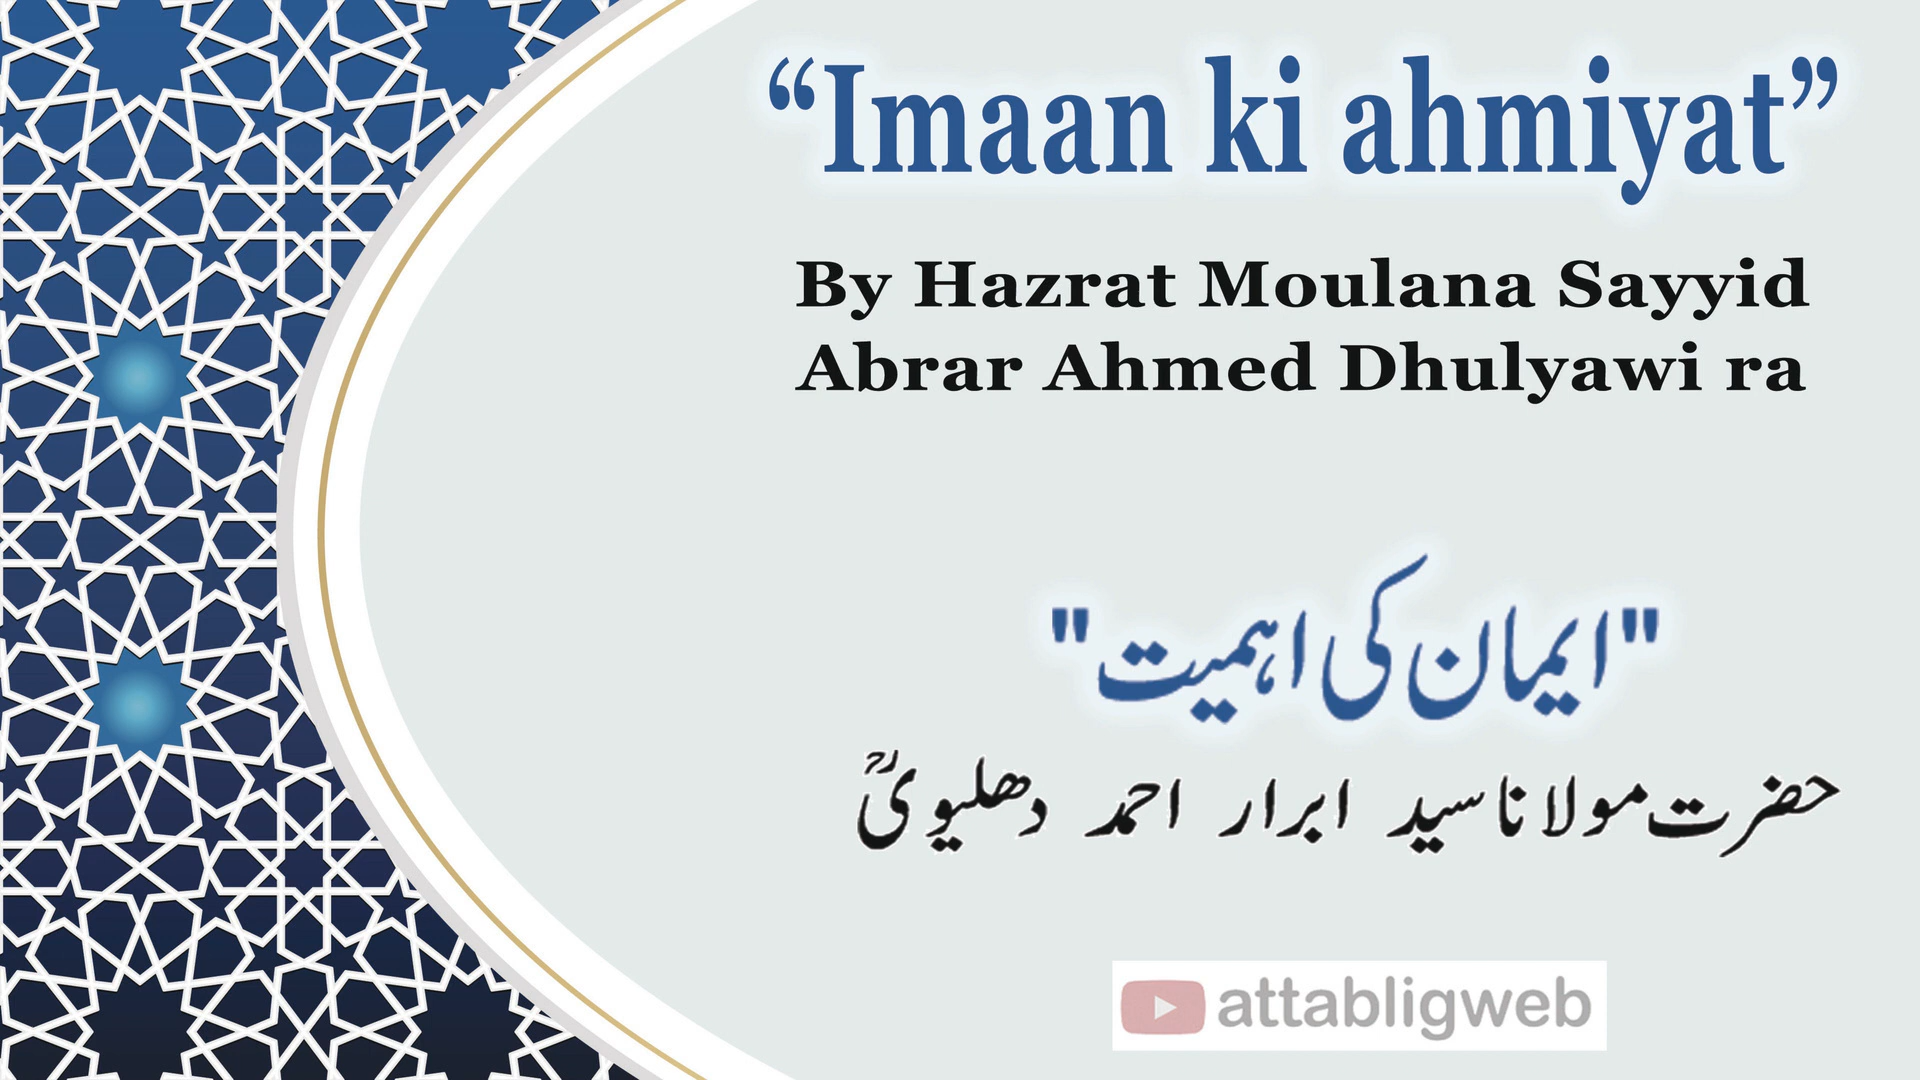 “Imaan ki ahmiyat”
By Hazrat Moulana Sayyid
Abrar Ahmed Dhulyawi ra
"ایمان کی اہمیت"
حضرت مولانا سید ابرار احمد دھلیویؒ
attabligweb